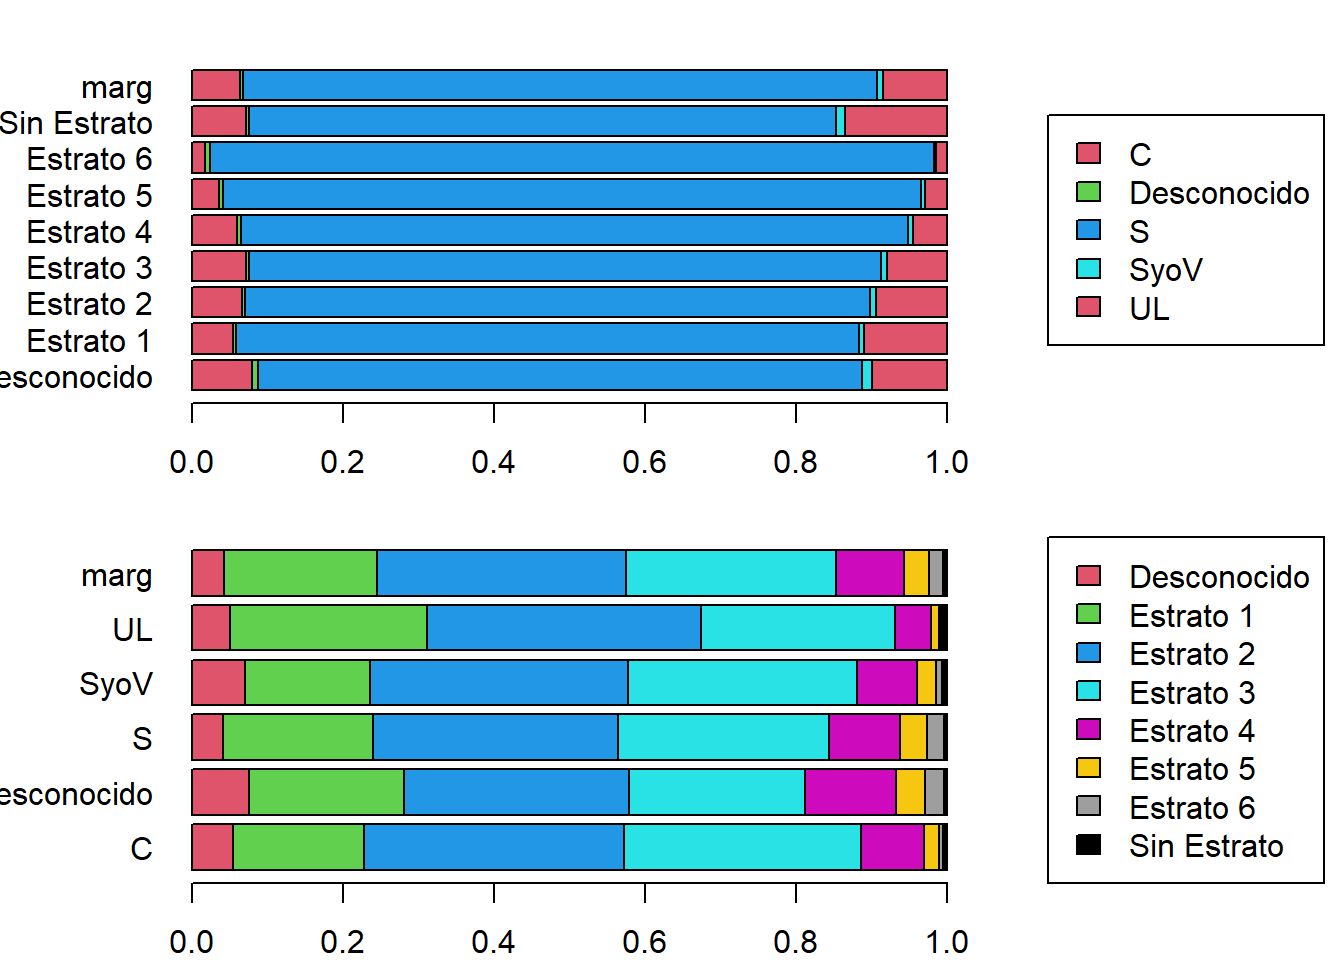 marg
Sin Estrato
Estrato 6
Estrato 5
Estrato 4
Estrato 3
Estrato 2
Estrato 1
esconocido
0.0 0.2 0.4 0.6 0.8 1.0
C
Desconocido
S
SyoV
UL
marg
UL
SyoV
S
esconocido
C
0.0 0.2 0.4 0.6 0.8 1.0
Desconocido
Estrato 1
Estrato 2
Estrato 3
Estrato 4
Estrato 5
Estrato 6
Sin Estrato